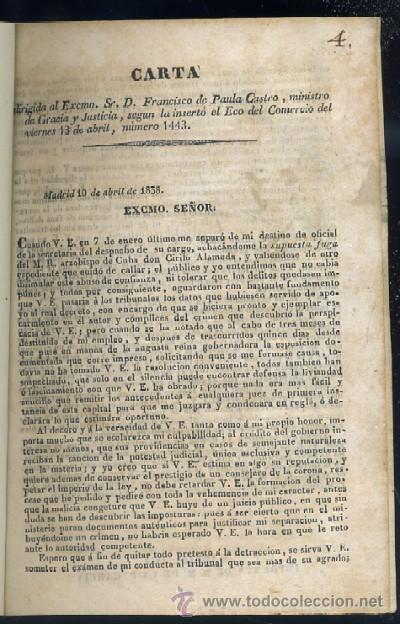 4.
CARTA
dirigida al Excmo. Sr. D. Francisco de Paula Castro, ministro
de Gracia y Justicia, segun la insertó el Eco del Comercio del
viernes 13 de abril, número 1443.
Madrid 10 de abril de 1838.
EXCMO. SEÑOR:
Cuando V. E. en 7 de enero último me separó de mi destino de oficial
de la secretaría del despacho de su cargo, achacándome la supuesta fuga
del M. R. arzobispo de Cuba don Cirilo Alameda, y valiéndose de otro
expediente que cuidó de callar; el público y yo entendimos que no cabia
disimular este abuso de confianza, ni tolerar que los delitos quedasen im-
punes; y todos por consiguiente, aguardaron con bastante fundamento
que V. E. pasaria á los tribunales los datos que hubiesen servido de apo-
yo al real decreto, con encargo de que se hiciera pronto y ejemplar es-
carmiento en el autor y cómplices del crimen que descubrió la perspi-
cacia de V. E.; pero cuando se ha notado que al cabo de tres meses de
destituido de mi empleo, y despues de trascurridos quince dias desde
que puse en manos de la augusta reina gobernadora la esposicion do-
cumentada que corre impresa, solicitando que se me formase causa, to-
davia no ha tomado V. E. la resolucion conveniente, todos tambien han
sospechado, que solo en el silencio puede encontrar defensa la liviandad
ó fascinamiento con que V. E. ha obrado; porque nada era mas fácil y
sencillo que remitir los antecedentes á cualquiera juez de primera ins-
tancia de esta capital para que me juzgara y condenara en regla, ó de-
clarára lo que estimára oportuno.
Al decoro y á la veracidad de V. E. tanto como á mi propio honor, im-
porta mucho que se esclarezca mi culpabilidad; al crédito del gobierno in-
teresa no menos, que sus providencias en casos de semejante naturaleza
reciban la sancion de la potestad judicial, única esclusiva y competente
en la materia; y yo creo que si V. E. estima en algo su reputacion, y
quiere ademas de conservar el prestigio de un consejero de la corona, res-
petar el imperio de la ley, no debe retardar V. E. la formacion del pro-
ceso que he pedido y pediré con toda la vehemencia de mi caracter, antes
que la malicia congeture que V. E. huye de un juicio público, en que sin
duda se han de descubrir las imposturas: pues á ser cierto que en el mi-
nisterio paran documentos auténticos para justificar mi separacion, atri-
buyéndome un crimen, no habria esperado V. E. la hora en que le reto
ante la autoridad competente.
Espero que á fin de quitar todo pretesto á la detraccion, se sirva V. E.
someter el exámen de mi conducta al tribunal que sea mas de su agrado;
todocoleccion.net
www.todocoleccion.net